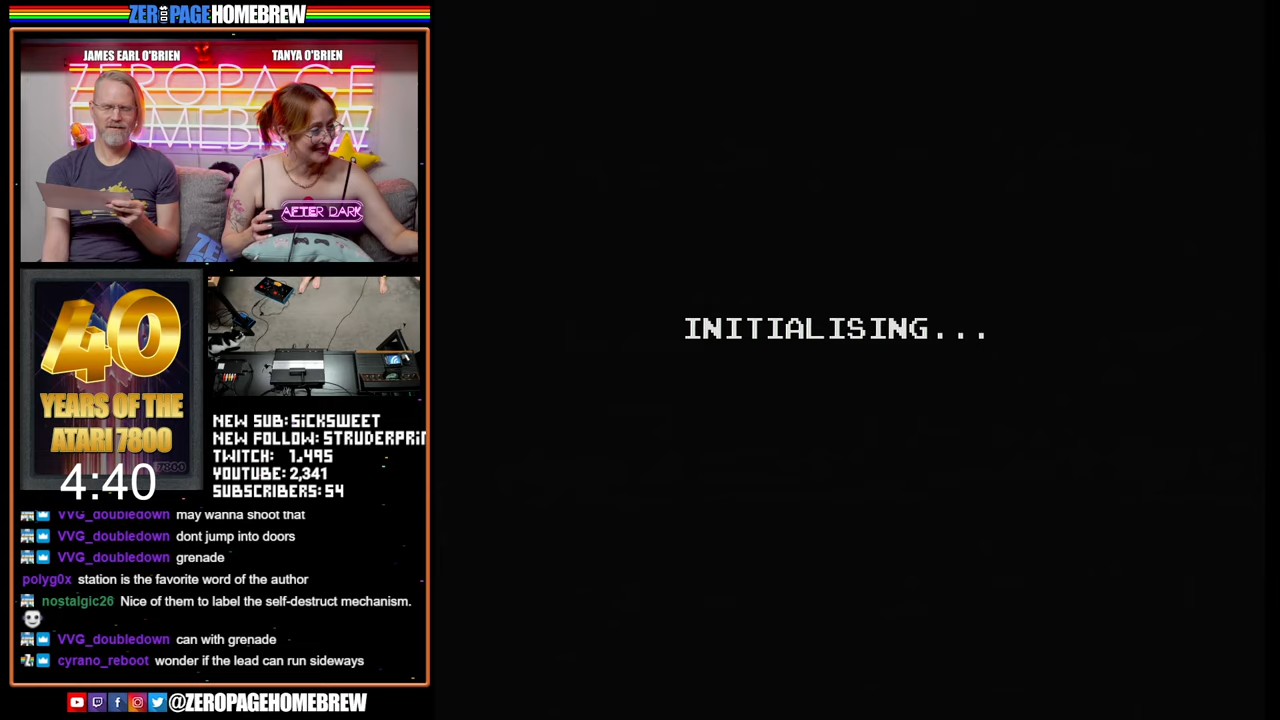 ZEROPAGE HOMEBREW
JAMES EARL O'BRIEN
TANYA O'BRIEN
ZEROPAGE
HOMEBREW
AFTER DARK
40
YEARS OF THE
ATARI 7800
7800
4:40
NEW SUB: SICKSWEET
NEW FOLLOW: STRUDERPRI
TWITCH: 1,495
YOUTUBE: 2,341
SUBSCRIBERS: 54
VVG_doubledown may wanna shoot that
VVG_doubledown dont jump into doors
VVG_doubledown grenade
polyg0x station is the favorite word of the author
nostalgic26 Nice of them to label the self-destruct mechanism.
VVG_doubledown can with grenade
cyrano_reboot wonder if the lead can run sideways
@ZEROPAGEHOMEBREW
INITIALISING...